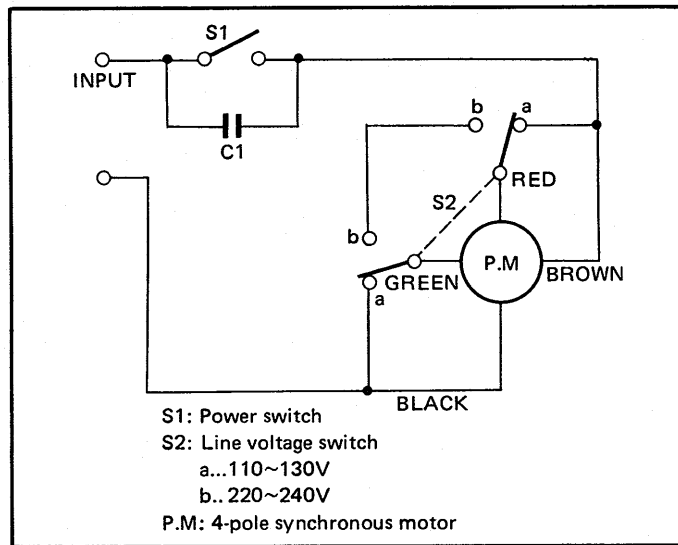 S1
INPUT
C1
b
a
RED
S2
b
P.M
BROWN
GREEN
a
BLACK
S1: Power switch
S2: Line voltage switch
a...110~130V
b.. 220~240V
P.M: 4-pole synchronous motor